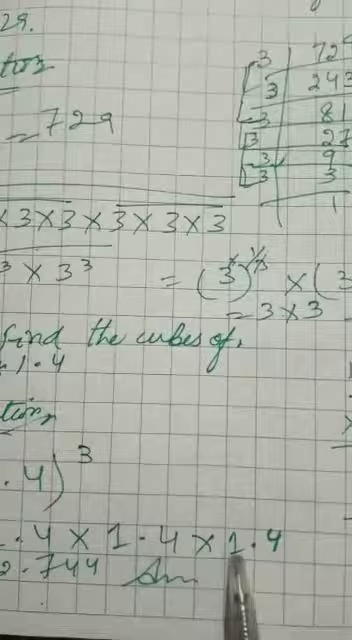 29.
= 729
3 | 729
3 | 243
3 | 81
3 | 27
3 | 9
3 | 3
1
× 3 × 3 × 3 × 3 × 3
3 × 3³
= (3³)^1/3 × (3
= 3 × 3
find the cubes of,
1.4
.4)³
.4 × 1.4 × 1.4
2.744 Ans